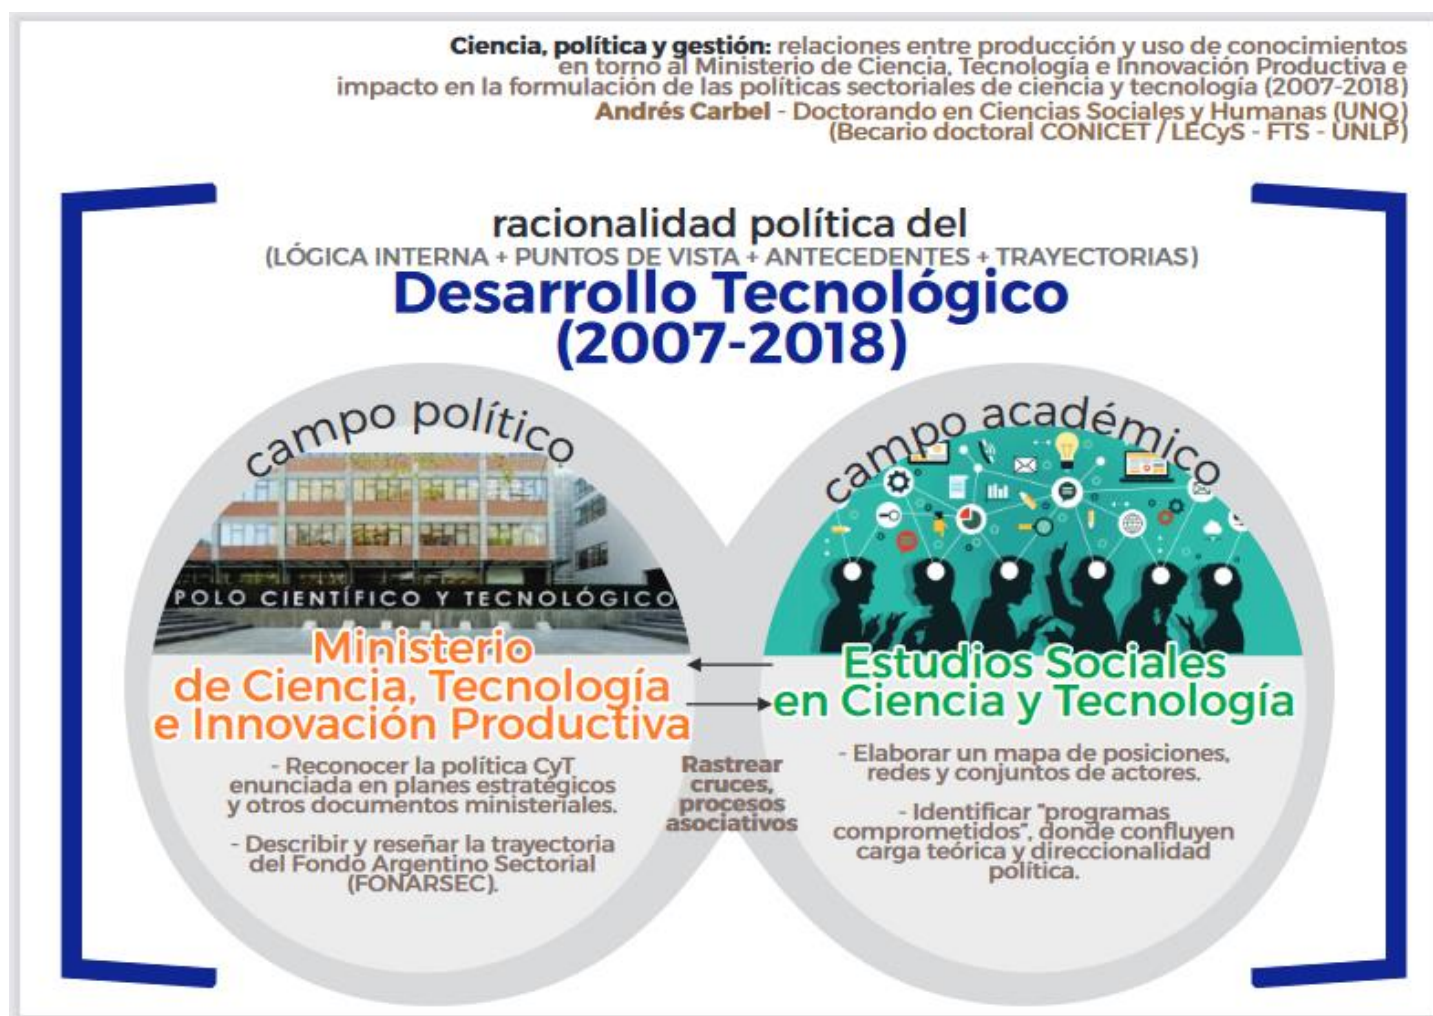 Ciencia, política y gestión: relaciones entre producción y uso de conocimientos
en torno al Ministerio de Ciencia, Tecnología e Innovación Productiva e
impacto en la formulación de las políticas sectoriales de ciencia y tecnología (2007-2018)
Andrés Carbel - Doctorando en Ciencias Sociales y Humanas (UNQ)
(Becario doctoral CONICET / LECyS - FTS - UNLP)
racionalidad política del
(LÓGICA INTERNA + PUNTOS DE VISTA + ANTECEDENTES + TRAYECTORIAS)
Desarrollo Tecnológico
(2007-2018)
campo político
POLO CIENTÍFICO Y TECNOLÓGICO
Ministerio
de Ciencia, Tecnología
e Innovación Productiva
- Reconocer la política CyT
enunciada en planes estratégicos
y otros documentos ministeriales.
- Describir y reseñar la trayectoria
del Fondo Argentino Sectorial
(FONARSEC).
Rastrear
cruces,
procesos
asociativos
campo académico
Estudios Sociales
en Ciencia y Tecnología
- Elaborar un mapa de posiciones,
redes y conjuntos de actores.
- Identificar "programas
comprometidos", donde confluyen
carga teórica y direccionalidad
política.